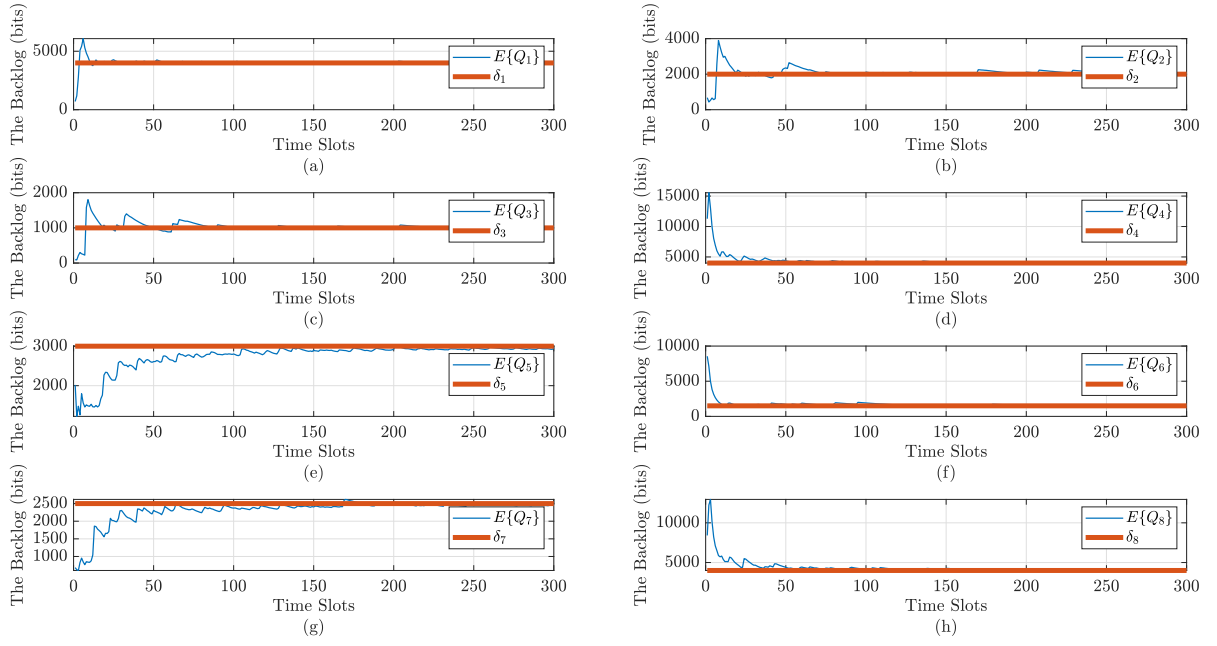 The Backlog (bits)
5000
0
E{Q₁}
δ₁
0 50 100 150 200 250 300
Time Slots
(a)
The Backlog (bits)
4000
2000
0
E{Q₂}
δ₂
0 50 100 150 200 250 300
Time Slots
(b)
The Backlog (bits)
2000
1000
0
E{Q₃}
δ₃
0 50 100 150 200 250 300
Time Slots
(c)
The Backlog (bits)
15000
10000
5000
E{Q₄}
δ₄
0 50 100 150 200 250 300
Time Slots
(d)
The Backlog (bits)
3000
2000
E{Q₅}
δ₅
0 50 100 150 200 250 300
Time Slots
(e)
The Backlog (bits)
10000
5000
0
E{Q₆}
δ₆
0 50 100 150 200 250 300
Time Slots
(f)
The Backlog (bits)
2500
2000
1500
1000
E{Q₇}
δ₇
0 50 100 150 200 250 300
Time Slots
(g)
The Backlog (bits)
10000
5000
E{Q₈}
δ₈
0 50 100 150 200 250 300
Time Slots
(h)